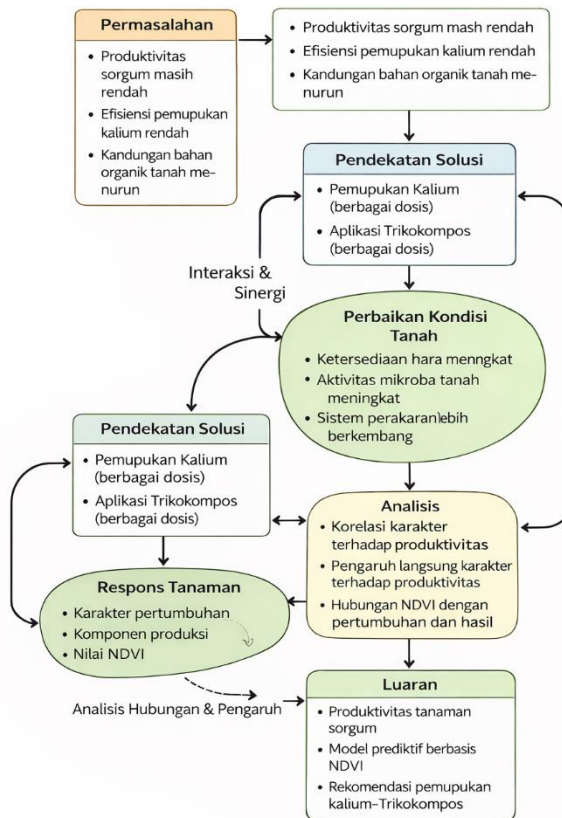 Permasalahan
• Produktivitas
sorgum masih
rendah
• Efisiensi pemupukan
kalium rendah
• Kandungan bahan
organik tanah me-
nurun
• Produktivitas sorgum mash rendah
• Efisiensi pemupukan kalium rendah
• Kandungan bahan organik tanah me-
nurun
Pendekatan Solusi
• Pemupukan Kalium
(berbagai dosis)
• Aplikasi Trikokompos
(berbagai dosis)
Interaksi &
Sinergi
Perbaikan Kondisi
Tanah
• Ketersediaan hara menngkat
• Aktivitas mikroba tanah
meningkat
• Sistem perakaranlebih
berkembang
Pendekatan Solusi
• Pemupukan Kalium
(berbagai dosis)
• Aplikasi Trikokompos
(berbagai dosis)
Analisis
• Korelasi karakter
terhadap produktivitas
• Pengaruh langsung karakter
terhadap produktivitas
• Hubungan NDVI dengan
pertumbuhan dan hasil
Respons Tanaman
• Karakter pertumbuhan
• Komponen produksi
• Nilai NDVI
Analisis Hubungan & Pengaruh
Luaran
• Produktivitas tanaman
sorgum
• Model prediktif berbasis
NDVI
• Rekomendasi pemupukan
kalium–Trikokompos